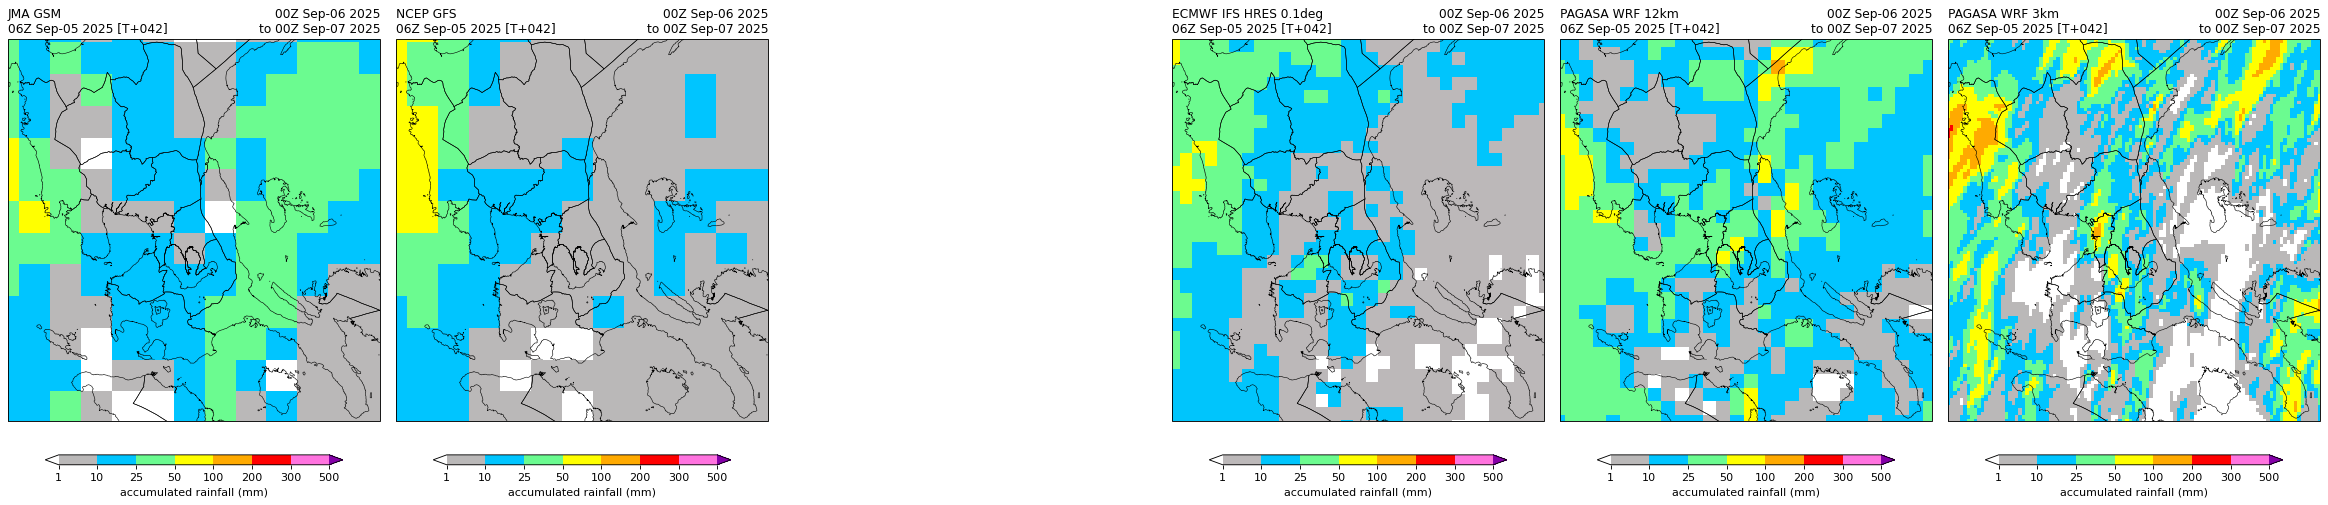 JMA GSM 00Z Sep-06 2025
06Z Sep-05 2025 [T+042] to 00Z Sep-07 2025
1 10 25 50 100 200 300 500
accumulated rainfall (mm)
NCEP GFS 00Z Sep-06 2025
06Z Sep-05 2025 [T+042] to 00Z Sep-07 2025
1 10 25 50 100 200 300 500
accumulated rainfall (mm)
ECMWF IFS HRES 0.1deg 00Z Sep-06 2025
06Z Sep-05 2025 [T+042] to 00Z Sep-07 2025
1 10 25 50 100 200 300 500
accumulated rainfall (mm)
PAGASA WRF 12km 00Z Sep-06 2025
06Z Sep-05 2025 [T+042] to 00Z Sep-07 2025
1 10 25 50 100 200 300 500
accumulated rainfall (mm)
PAGASA WRF 3km 00Z Sep-06 2025
06Z Sep-05 2025 [T+042] to 00Z Sep-07 2025
1 10 25 50 100 200 300 500
accumulated rainfall (mm)